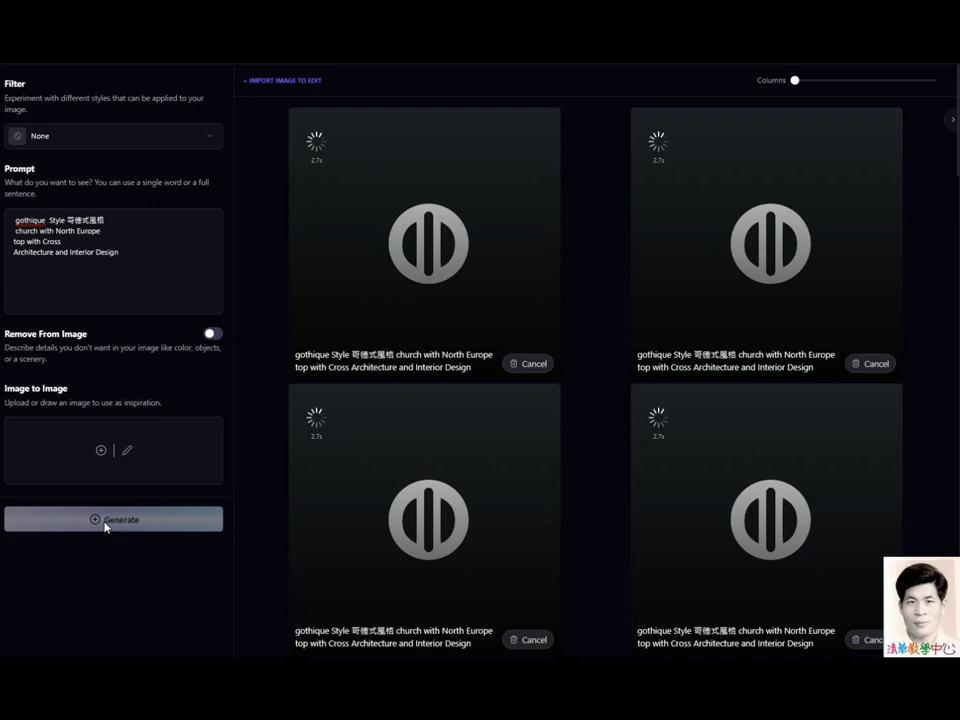 Filter
Experiment with different styles that can be applied to your
image.
None
Prompt
What do you want to see? You can use a single word or a full
sentence.
gothique Style 哥德式風格
church with North Europe
top with Cross
Architecture and Interior Design
Remove From Image
Describe details you don't want in your image like color, objects,
or a scenery.
Image to Image
Upload or draw an image to use as inspiration.
Generate
+ IMPORT IMAGE TO EDIT
Columns
2.7s
2.7s
gothique Style 哥德式風格 church with North Europe
top with Cross Architecture and Interior Design
Cancel
gothique Style 哥德式風格 church with North Europe
top with Cross Architecture and Interior Design
Cancel
2.7s
2.7s
gothique Style 哥德式風格 church with North Europe
top with Cross Architecture and Interior Design
Cancel
gothique Style 哥德式風格 church with North Europe
top with Cross Architecture and Interior Design
Canc
清華教學中心